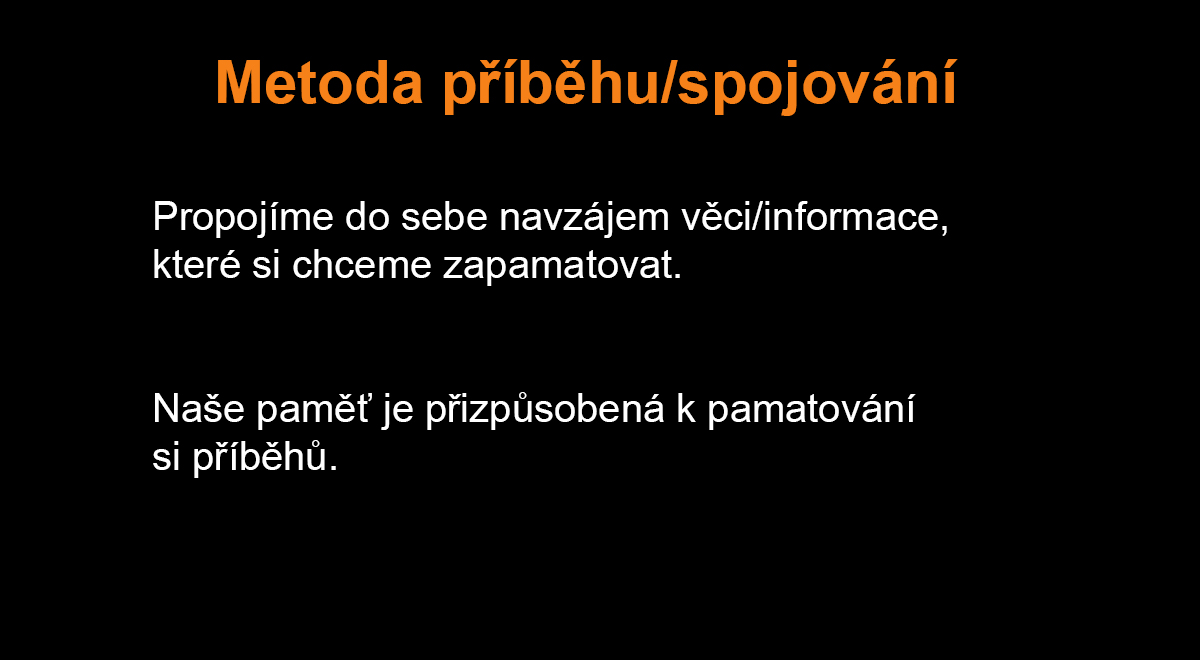 Metoda příběhu/spojování
Propojíme do sebe navzájem věci/informace,
které si chceme zapamatovat.
Naše paměť je přizpůsobená k pamatování
si příběhů.